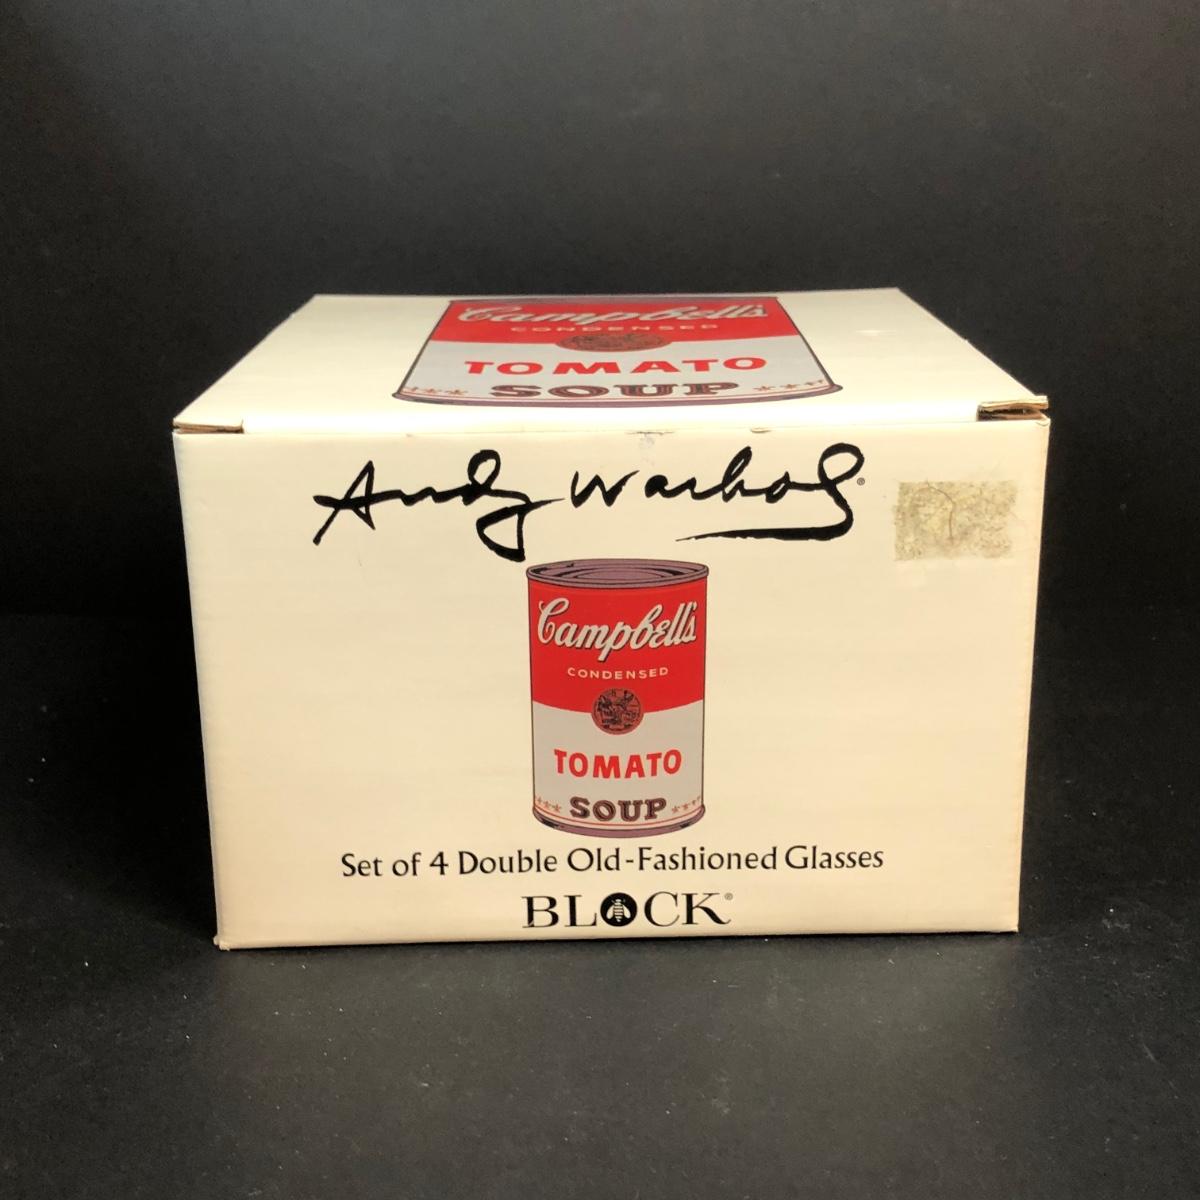 Campbell's
CONDENSED
TOMATO
SOUP
Andy Warhol®
Campbell's
CONDENSED
TOMATO
SOUP
Set of 4 Double Old-Fashioned Glasses
BLOCK®